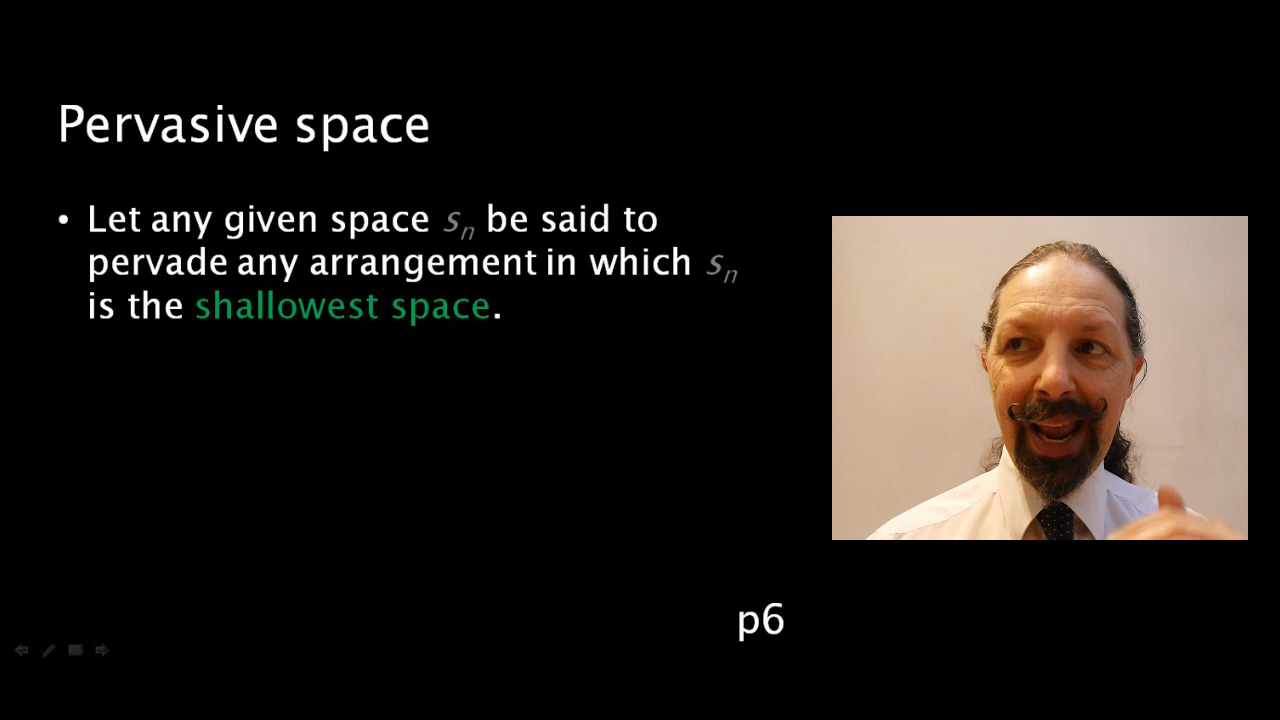 Pervasive space
• Let any given space sₙ be said to
pervade any arrangement in which sₙ
is the shallowest space.
p6